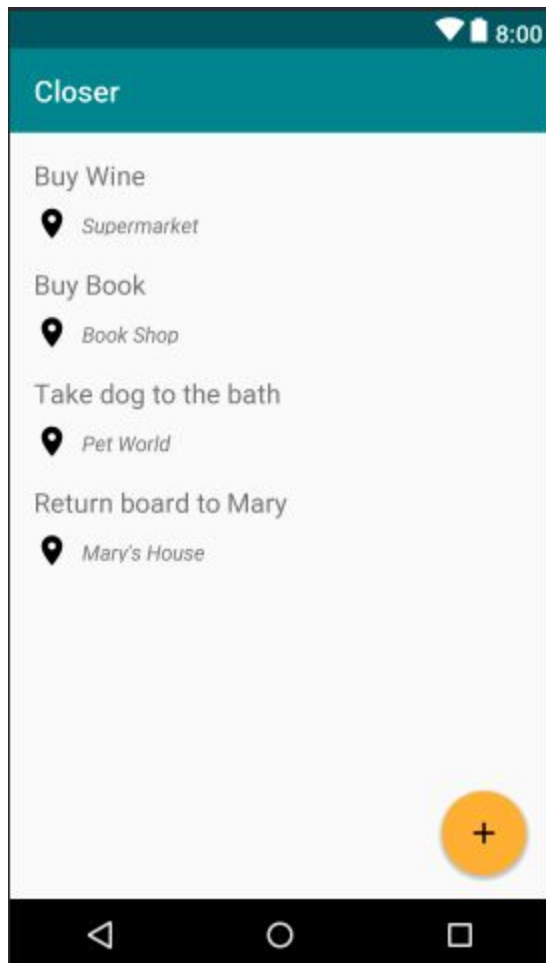 8:00
Closer
Buy Wine
Supermarket
Buy Book
Book Shop
Take dog to the bath
Pet World
Return board to Mary
Mary's House
+